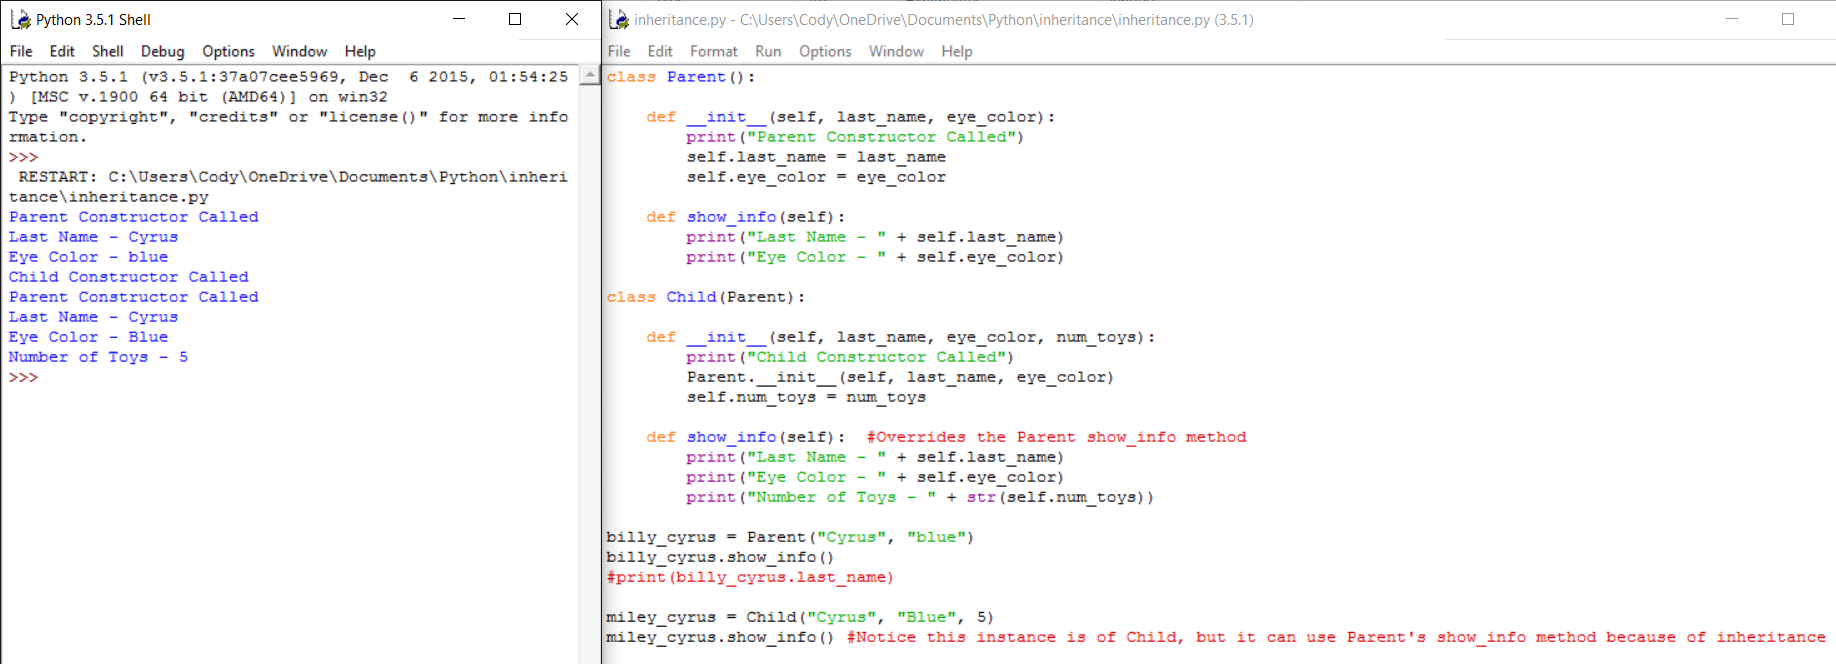 Python 3.5.1 Shell
File Edit Shell Debug Options Window Help
Python 3.5.1 (v3.5.1:37a07cee5969, Dec  6 2015, 01:54:25
) [MSC v.1900 64 bit (AMD64)] on win32
Type "copyright", "credits" or "license()" for more info
rmation.
>>>
 RESTART: C:\Users\Cody\OneDrive\Documents\Python\inheri
tance\inheritance.py
Parent Constructor Called
Last Name - Cyrus
Eye Color - blue
Child Constructor Called
Parent Constructor Called
Last Name - Cyrus
Eye Color - Blue
Number of Toys - 5
>>>
inheritance.py - C:\Users\Cody\OneDrive\Documents\Python\inheritance\inheritance.py (3.5.1)
File Edit Format Run Options Window Help
class Parent():
    def __init__(self, last_name, eye_color):
        print("Parent Constructor Called")
        self.last_name = last_name
        self.eye_color = eye_color
    def show_info(self):
        print("Last Name - " + self.last_name)
        print("Eye Color - " + self.eye_color)
class Child(Parent):
    def __init__(self, last_name, eye_color, num_toys):
        print("Child Constructor Called")
        Parent.__init__(self, last_name, eye_color)
        self.num_toys = num_toys
    def show_info(self):  #Overrides the Parent show_info method
        print("Last Name - " + self.last_name)
        print("Eye Color - " + self.eye_color)
        print("Number of Toys - " + str(self.num_toys))
billy_cyrus = Parent("Cyrus", "blue")
billy_cyrus.show_info()
#print(billy_cyrus.last_name)
miley_cyrus = Child("Cyrus", "Blue", 5)
miley_cyrus.show_info() #Notice this instance is of Child, but it can use Parent's show_info method because of inheritance